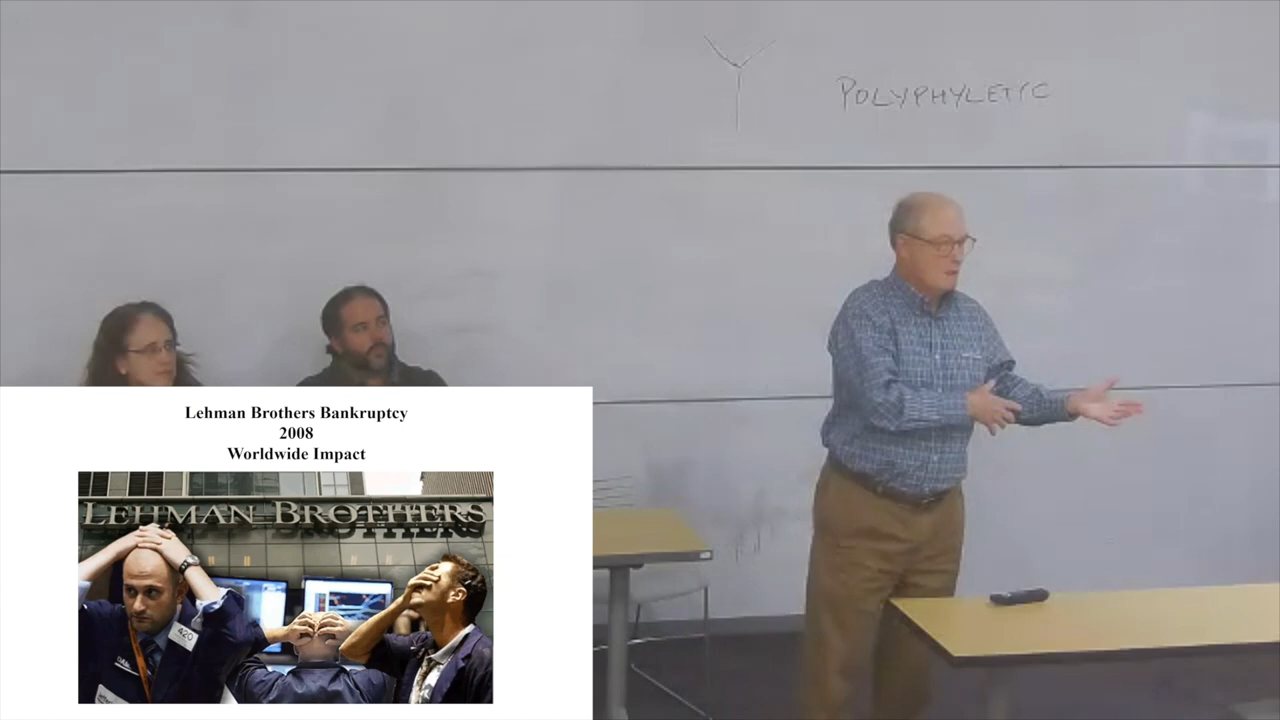 POLYPHYLETIC
Lehman Brothers Bankruptcy
2008
Worldwide Impact
LEHMAN BROTHERS
420